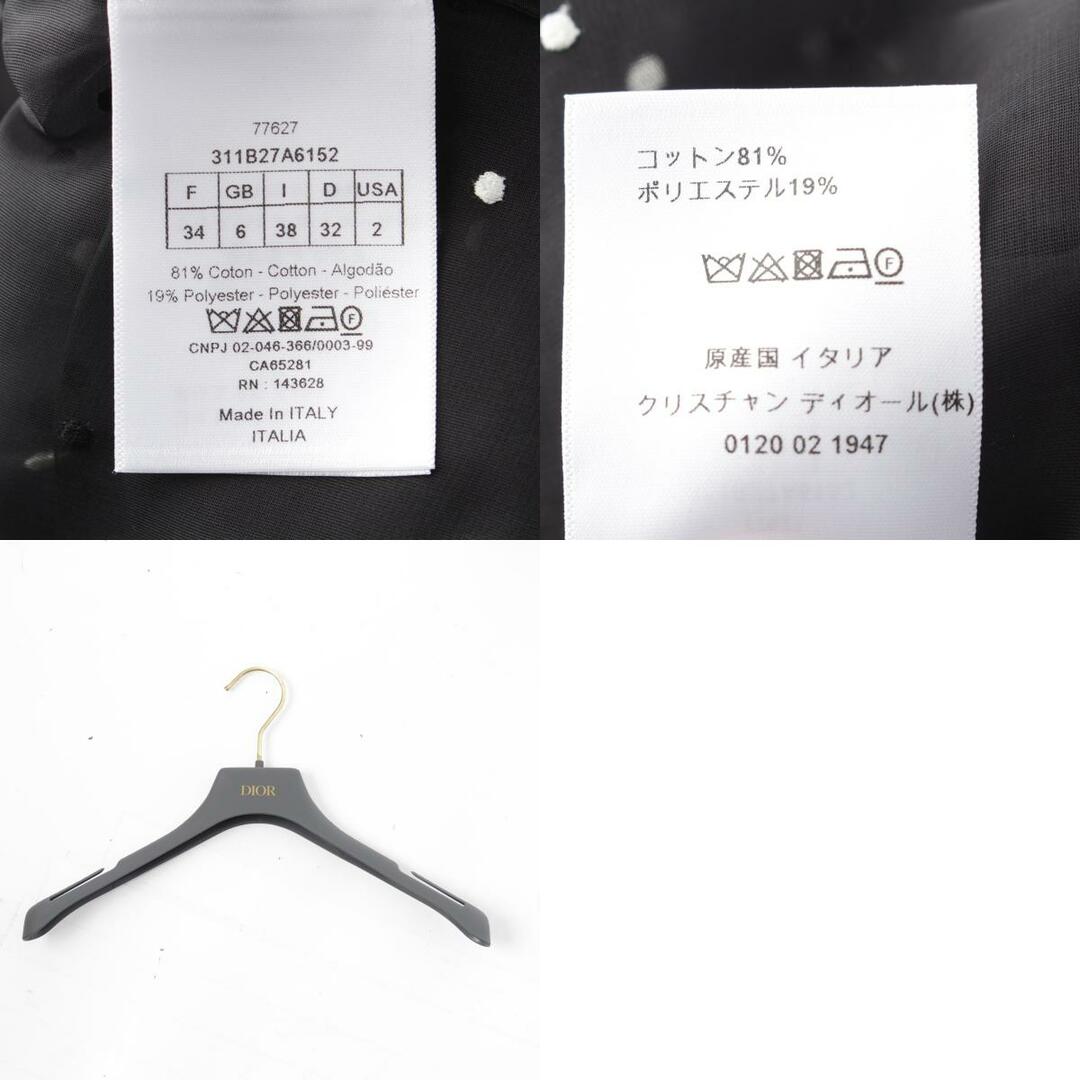 77627
311B27A6152
F GB I D USA
34 6 38 32 2
81% Coton - Cotton - Algodão
19% Polyester - Polyester - Poliéster
F
CNPJ 02-046-366/0003-99
CA65281
RN : 143628
Made In ITALY
ITALIA
コットン81%
ポリエステル19%
F
原産国 イタリア
クリスチャン ディオール(株)
0120 02 1947
DIOR